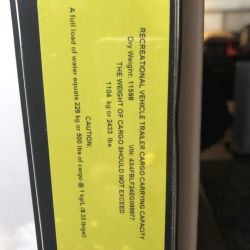 RECREATIONAL VEHICLE TRAILER CARGO CARRYING CAPACITY
Dry Weight: 11598 VIN: 4X4FBLF24EG099977
THE WEIGHT OF CARGO SHOULD NOT EXCEED
1104 kg or 2433 lbs
CAUTION:
A full load of water equals 226 kg or 500 lbs of cargo @ 1 kg/L (8.33 lb/gal)